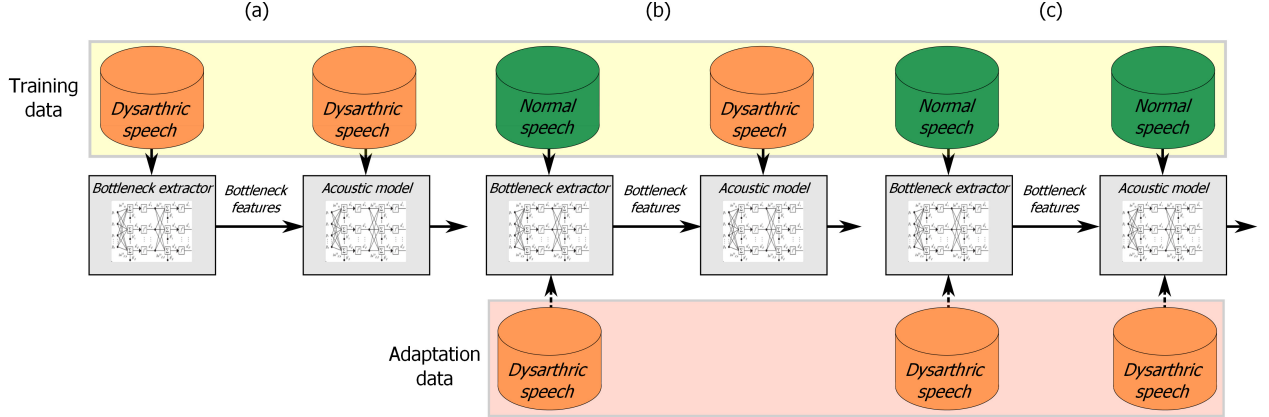 (a)
(b)
(c)
Training
data
Dysarthric
speech
Dysarthric
speech
Normal
speech
Dysarthric
speech
Normal
speech
Normal
speech
Bottleneck extractor
Bottleneck
features
Acoustic model
Bottleneck extractor
Bottleneck
features
Acoustic model
Bottleneck extractor
Bottleneck
features
Acoustic model
Adaptation
data
Dysarthric
speech
Dysarthric
speech
Dysarthric
speech